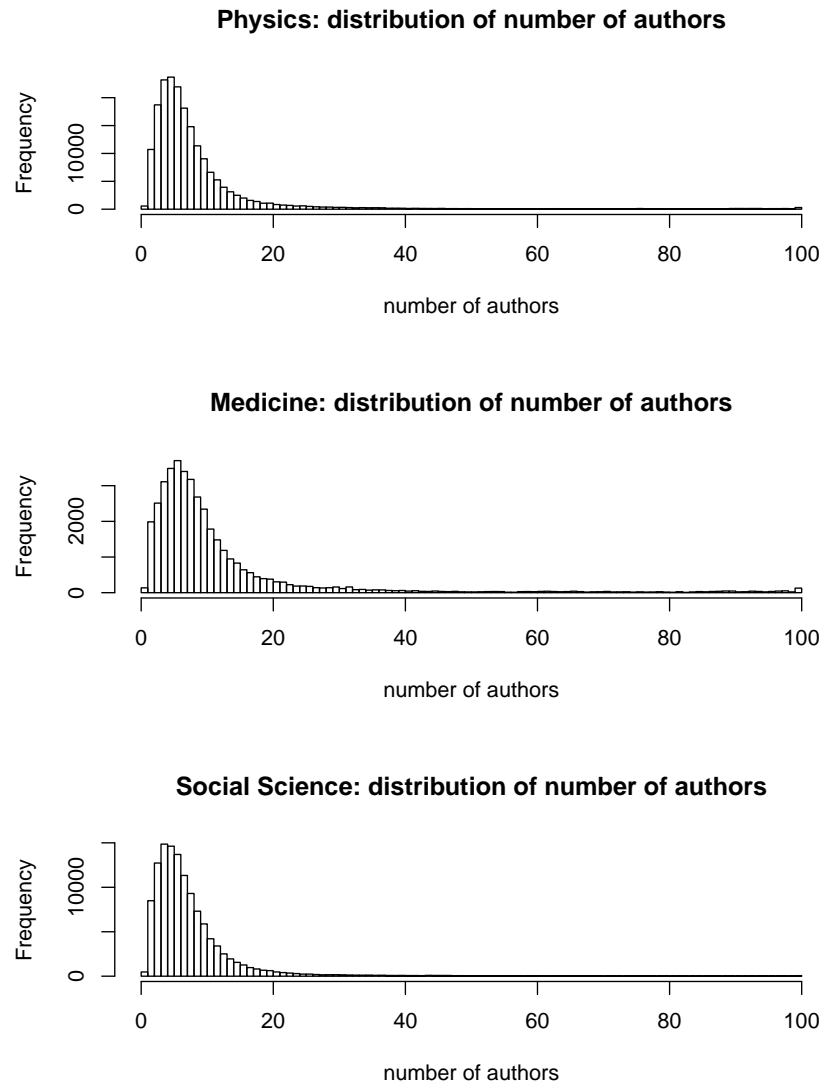 Physics: distribution of number of authors
Frequency
10000
0
0 20 40 60 80 100
number of authors
Medicine: distribution of number of authors
Frequency
2000
0
0 20 40 60 80 100
number of authors
Social Science: distribution of number of authors
Frequency
10000
0
0 20 40 60 80 100
number of authors